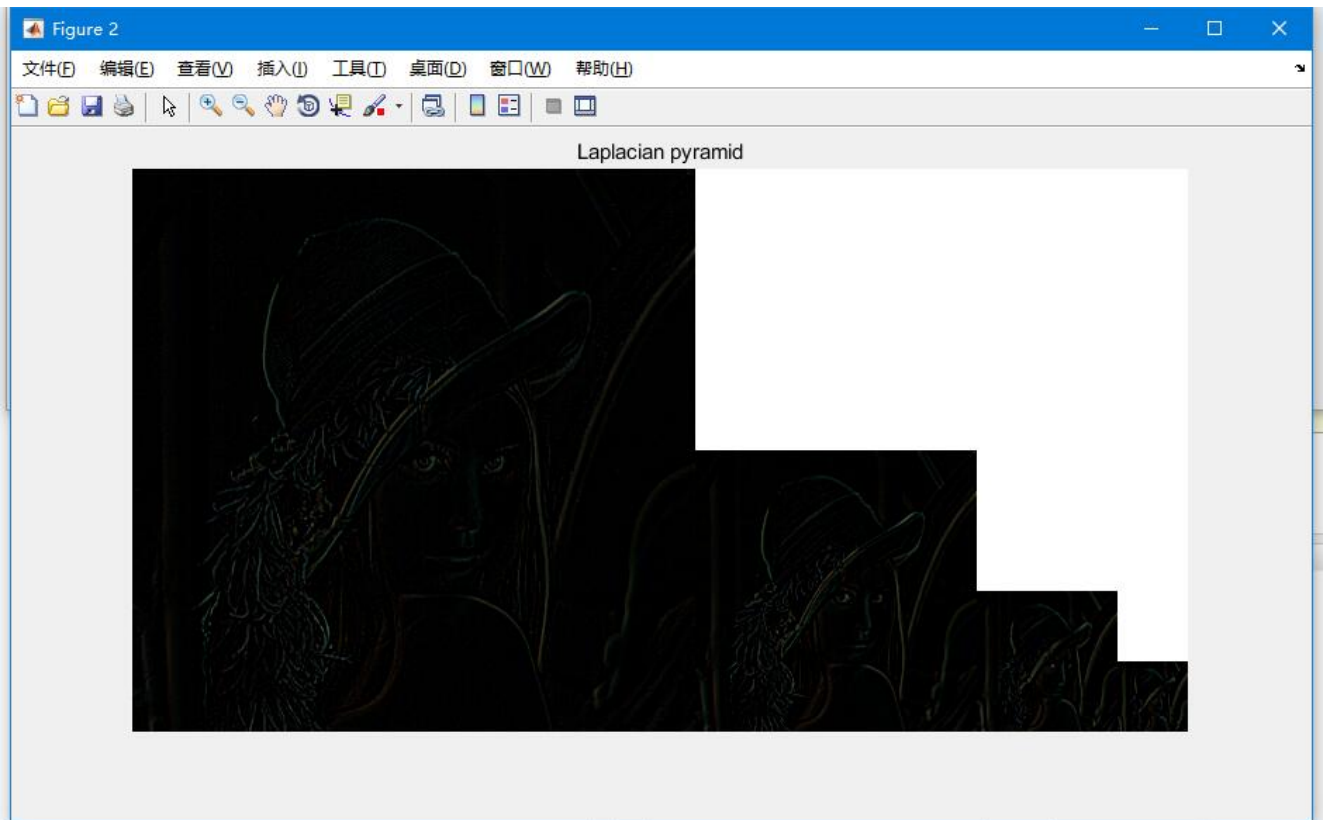 Figure 2
文件(F) 编辑(E) 查看(V) 插入(I) 工具(T) 桌面(D) 窗口(W) 帮助(H)
Laplacian pyramid